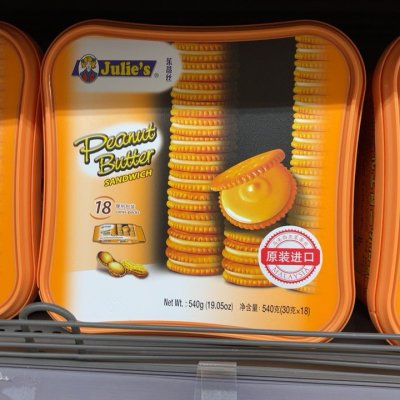 Julie's
®
茱蒂丝
Peanut
Butter
SANDWICH
18
原装进口
MALAYSIA
Net Wt. : 540g (19.05oz) 净含量: 540克(30克×18)